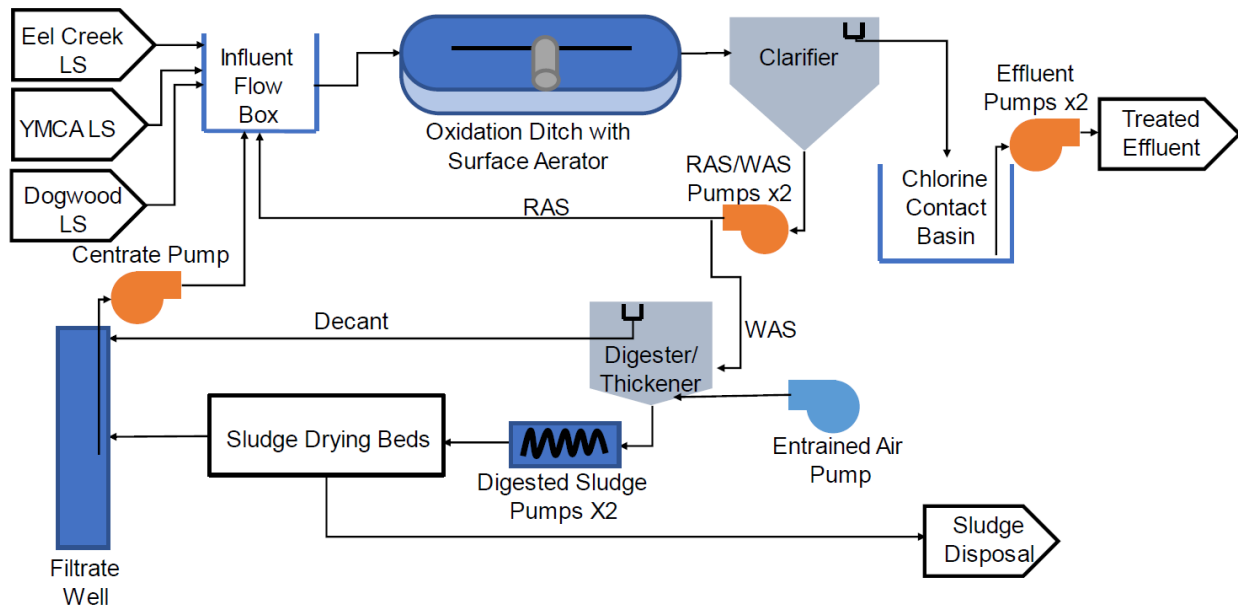 Eel Creek
LS
YMCA LS
Dogwood
LS
Influent
Flow
Box
Oxidation Ditch with
Surface Aerator
Clarifier
Effluent
Pumps x2
Treated
Effluent
RAS/WAS
Pumps x2
RAS
Chlorine
Contact
Basin
Centrate Pump
Decant
WAS
Digester/
Thickener
Sludge Drying Beds
Digested Sludge
Pumps X2
Entrained Air
Pump
Sludge
Disposal
Filtrate
Well